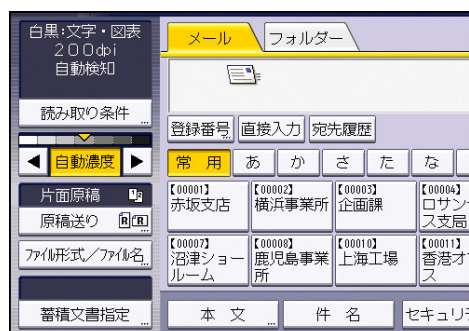 白黒:文字・図表
200dpi
自動検知
読み取り条件
自動濃度
片面原稿
原稿送り
ファイル形式/ファイル名
蓄積文書指定
メール
フォルダー
登録番号
直接入力
宛先履歴
常用
あ
か
さ
た
な
【00001】
赤坂支店
【00002】
横浜事業所
【00003】
企画課
【00004】
ロサン
ス支局
【00007】
沼津ショー
ルーム
【00008】
鹿児島事業
所
【00010】
上海工場
【00011】
香港オ
ス
本文
件名
セキュリ